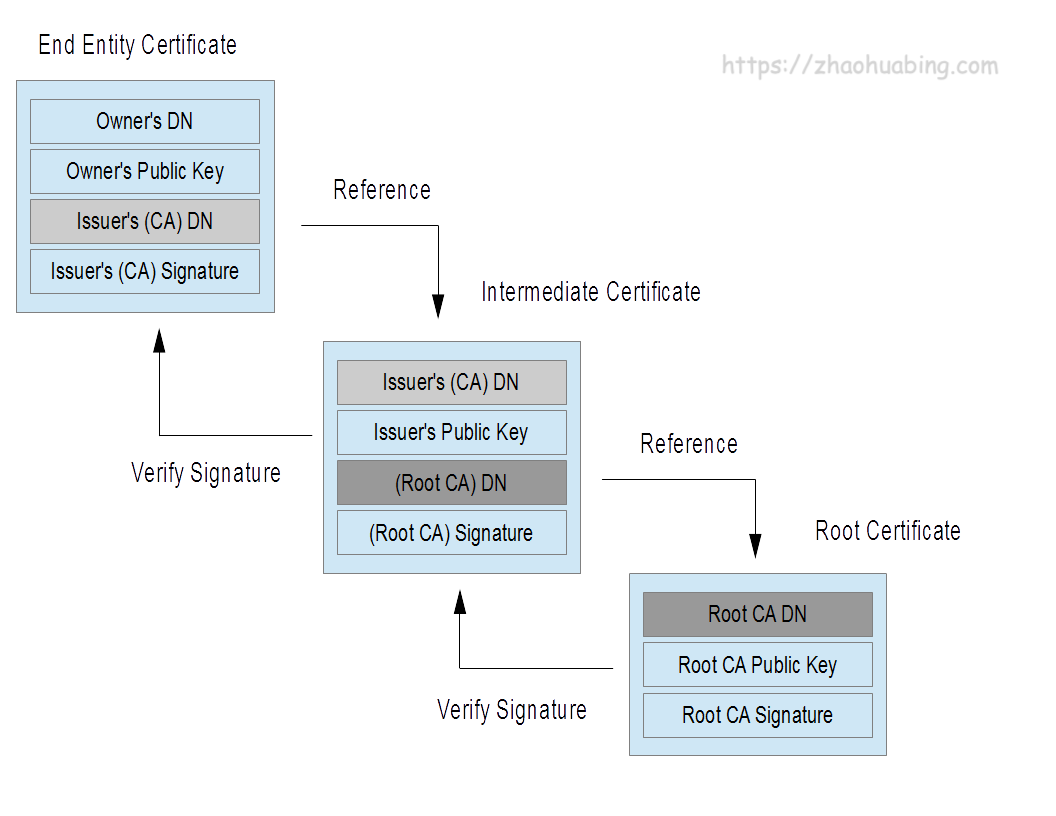 End Entity Certificate
https://zhaohuabing.com
Owner's DN
Owner's Public Key
Issuer's (CA) DN
Issuer's (CA) Signature
Reference
Intermediate Certificate
Issuer's (CA) DN
Issuer's Public Key
(Root CA) DN
(Root CA) Signature
Verify Signature
Reference
Root Certificate
Root CA DN
Root CA Public Key
Root CA Signature
Verify Signature